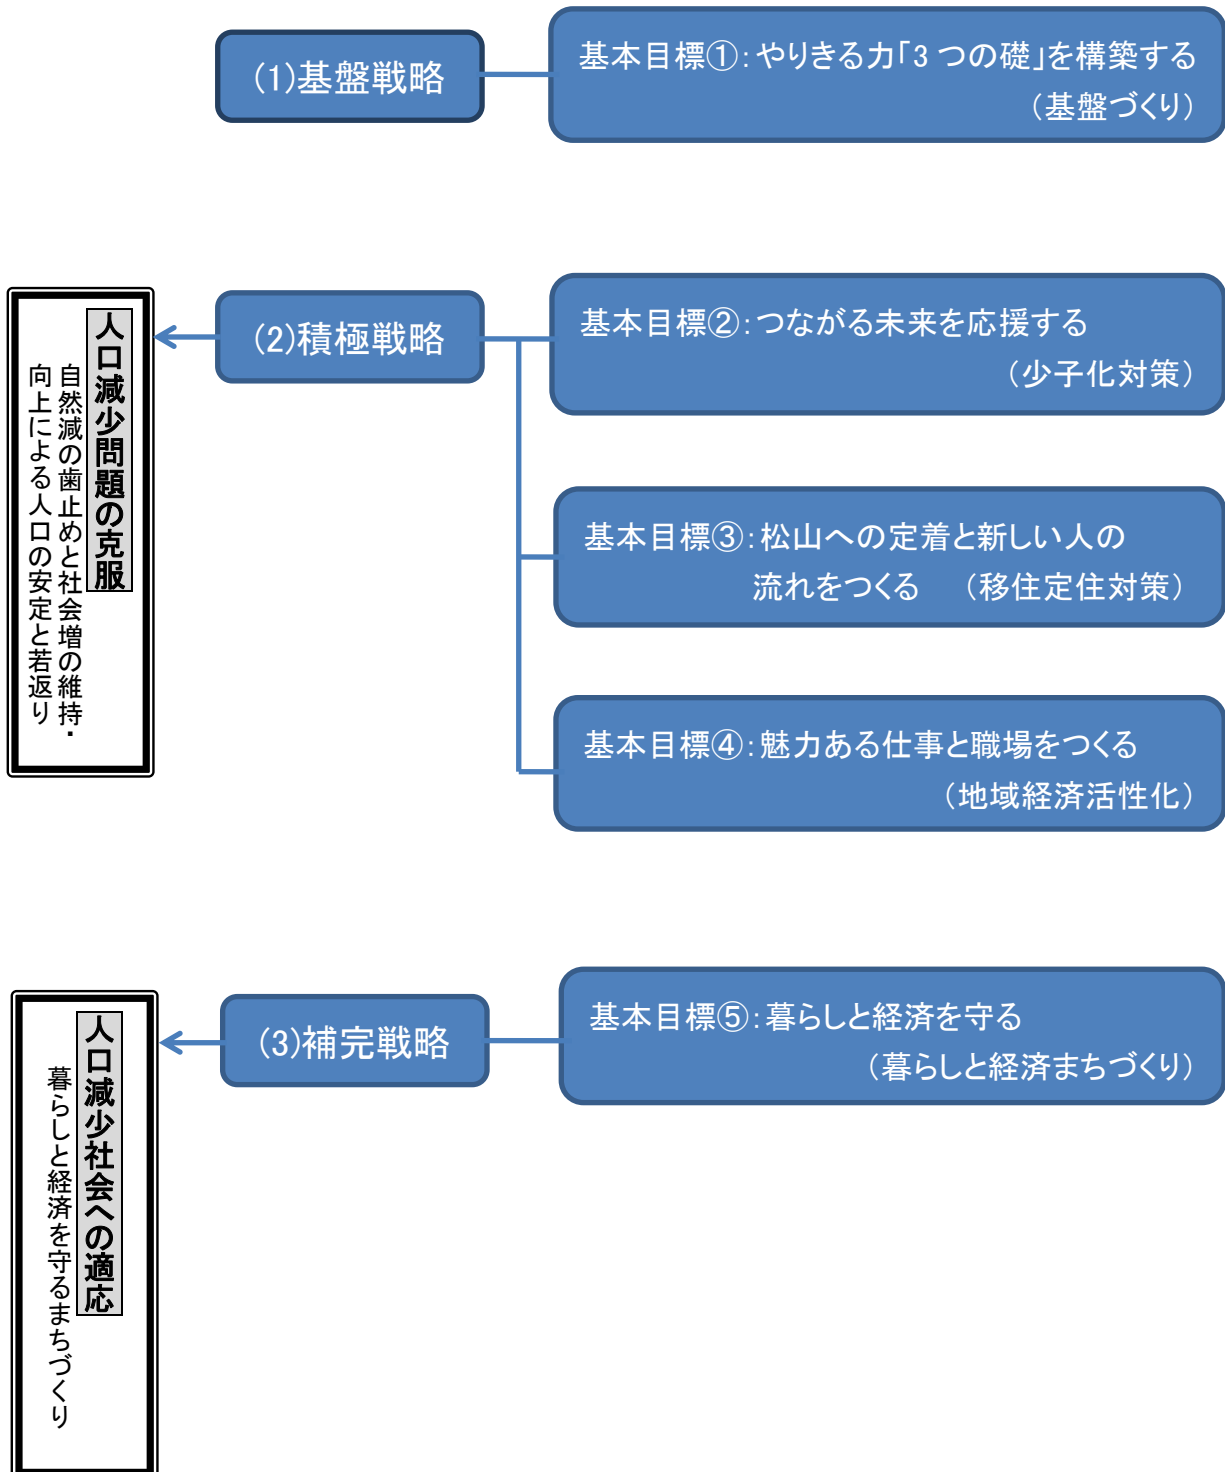 (1)基盤戦略
基本目標①：やりきる力「3 つの礎」を構築する
（基盤づくり）
人口減少問題の克服
自然減の歯止めと社会増の維持・
向上による人口の安定と若返り
(2)積極戦略
基本目標②：つながる未来を応援する
（少子化対策）
基本目標③：松山への定着と新しい人の
流れをつくる　（移住定住対策）
基本目標④：魅力ある仕事と職場をつくる
（地域経済活性化）
人口減少社会への適応
暮らしと経済を守るまちづくり
(3)補完戦略
基本目標⑤：暮らしと経済を守る
（暮らしと経済まちづくり）